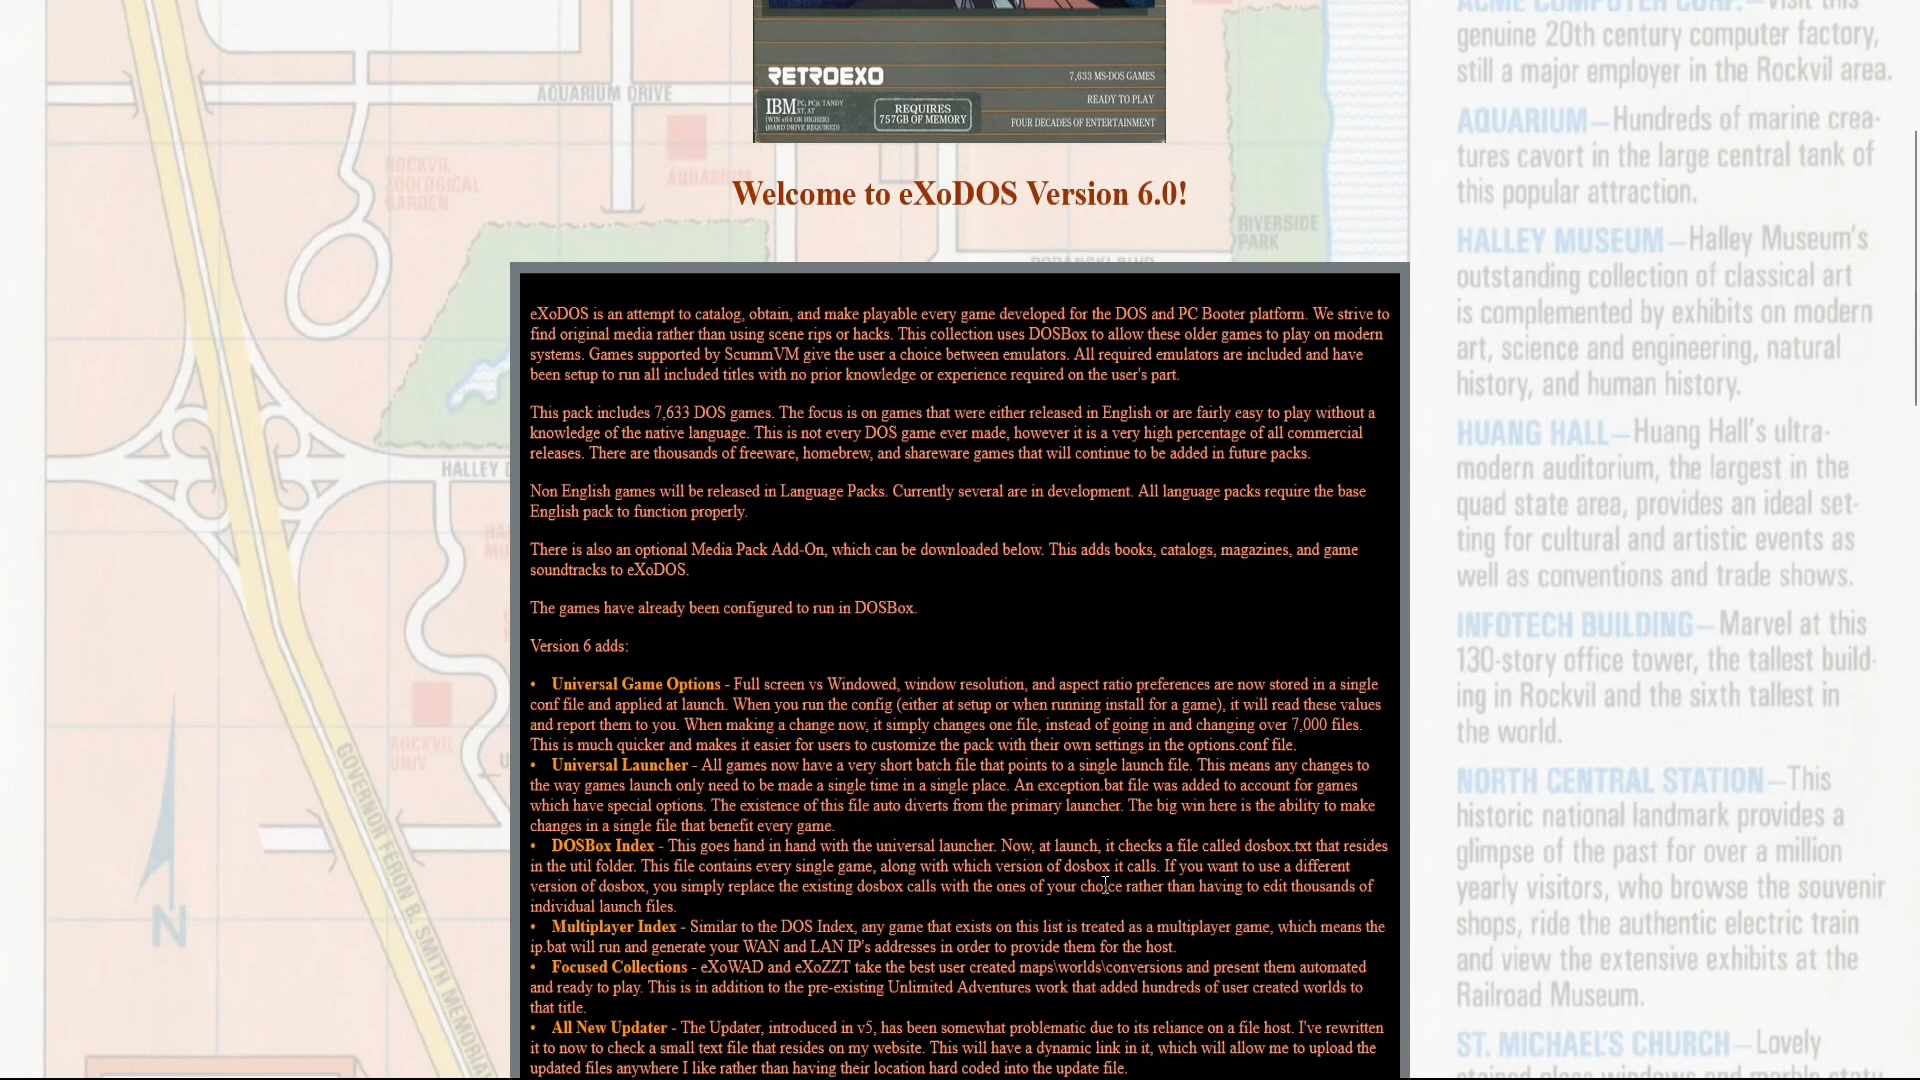 RETROEXO
7,633 MS-DOS GAMES
READY TO PLAY
FOUR DECADES OF ENTERTAINMENT
IBM PC, PCjr, TANDY
XT, AT
(WIN x64 OR HIGHER)
(HARD DRIVE REQUIRED)
REQUIRES
757GB OF MEMORY
Welcome to eXoDOS Version 6.0!
eXoDOS is an attempt to catalog, obtain, and make playable every game developed for the DOS and PC Booter platform. We strive to
find original media rather than using scene rips or hacks. This collection uses DOSBox to allow these older games to play on modern
systems. Games supported by ScummVM give the user a choice between emulators. All required emulators are included and have
been setup to run all included titles with no prior knowledge or experience required on the user's part.
This pack includes 7,633 DOS games. The focus is on games that were either released in English or are fairly easy to play without a
knowledge of the native language. This is not every DOS game ever made, however it is a very high percentage of all commercial
releases. There are thousands of freeware, homebrew, and shareware games that will continue to be added in future packs.
Non English games will be released in Language Packs. Currently several are in development. All language packs require the base
English pack to function properly.
There is also an optional Media Pack Add-On, which can be downloaded below. This adds books, catalogs, magazines, and game
soundtracks to eXoDOS.
The games have already been configured to run in DOSBox.
Version 6 adds:
• Universal Game Options - Full screen vs Windowed, window resolution, and aspect ratio preferences are now stored in a single
conf file and applied at launch. When you run the config (either at setup or when running install for a game), it will read these values
and report them to you. When making a change now, it simply changes one file, instead of going in and changing over 7,000 files.
This is much quicker and makes it easier for users to customize the pack with their own settings in the options.conf file.
• Universal Launcher - All games now have a very short batch file that points to a single launch file. This means any changes to
the way games launch only need to be made a single time in a single place. An exception.bat file was added to account for games
which have special options. The existence of this file auto diverts from the primary launcher. The big win here is the ability to make
changes in a single file that benefit every game.
• DOSBox Index - This goes hand in hand with the universal launcher. Now, at launch, it checks a file called dosbox.txt that resides
in the util folder. This file contains every single game, along with which version of dosbox it calls. If you want to use a different
version of dosbox, you simply replace the existing dosbox calls with the ones of your choice rather than having to edit thousands of
individual launch files.
• Multiplayer Index - Similar to the DOS Index, any game that exists on this list is treated as a multiplayer game, which means the
ip.bat will run and generate your WAN and LAN IP's addresses in order to provide them for the host.
• Focused Collections - eXoWAD and eXoZZT take the best user created maps\worlds\conversions and present them automated
and ready to play. This is in addition to the pre-existing Unlimited Adventures work that added hundreds of user created worlds to
that title.
• All New Updater - The Updater, introduced in v5, has been somewhat problematic due to its reliance on a file host. I've rewritten
it to now to check a small text file that resides on my website. This will have a dynamic link in it, which will allow me to upload the
updated files anywhere I like rather than having their location hard coded into the update file.
AQUARIUM DRIVE
ROCKVIL
ZOOLOGICAL
GARDEN
AQUARIUM
RIVERSIDE
PARK
HALLEY
ROCKVIL
UNIV.
GOVERNOR FERON B. SMITH MEMORIAL
N
ACME COMPUTER CORP.—Visit this
genuine 20th century computer factory,
still a major employer in the Rockvil area.
AQUARIUM—Hundreds of marine crea-
tures cavort in the large central tank of
this popular attraction.
HALLEY MUSEUM—Halley Museum's
outstanding collection of classical art
is complemented by exhibits on modern
art, science and engineering, natural
history, and human history.
HUANG HALL—Huang Hall's ultra-
modern auditorium, the largest in the
quad state area, provides an ideal set-
ting for cultural and artistic events as
well as conventions and trade shows.
INFOTECH BUILDING—Marvel at this
130-story office tower, the tallest build-
ing in Rockvil and the sixth tallest in
the world.
NORTH CENTRAL STATION—This
historic national landmark provides a
glimpse of the past for over a million
yearly visitors, who browse the souvenir
shops, ride the authentic electric train
and view the extensive exhibits at the
Railroad Museum.
ST. MICHAEL'S CHURCH—Lovely
stained glass windows and marble